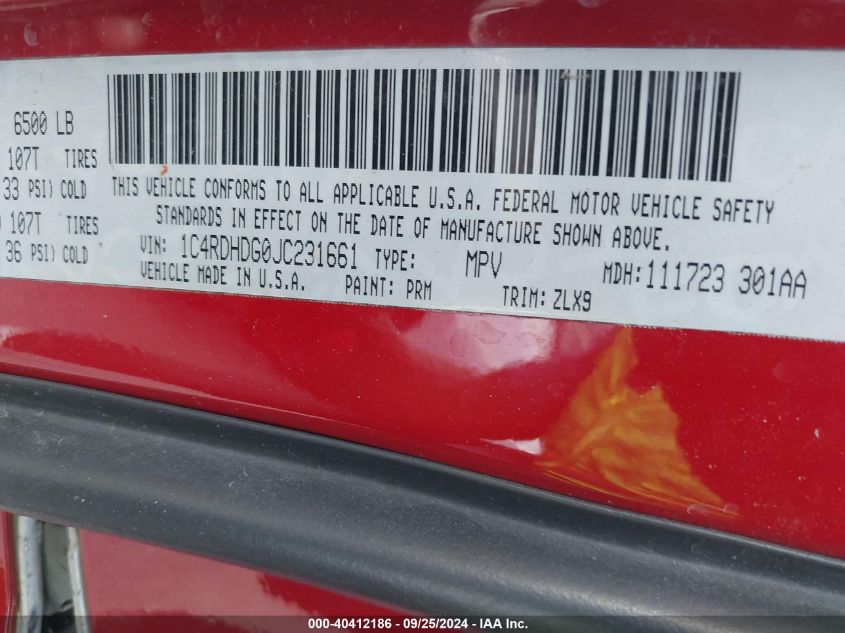 6500 LB
107T TIRES
33 PSI) COLD
107T TIRES
36 PSI) COLD
THIS VEHICLE CONFORMS TO ALL APPLICABLE U.S.A. FEDERAL MOTOR VEHICLE SAFETY
STANDARDS IN EFFECT ON THE DATE OF MANUFACTURE SHOWN ABOVE.
VIN: 1C4RDHDG0JC231661 TYPE: MPV MDH:111723 301AA
VEHICLE MADE IN U.S.A. PAINT: PRM TRIM: ZLX9
000-40412186 - 09/25/2024 - IAA Inc.